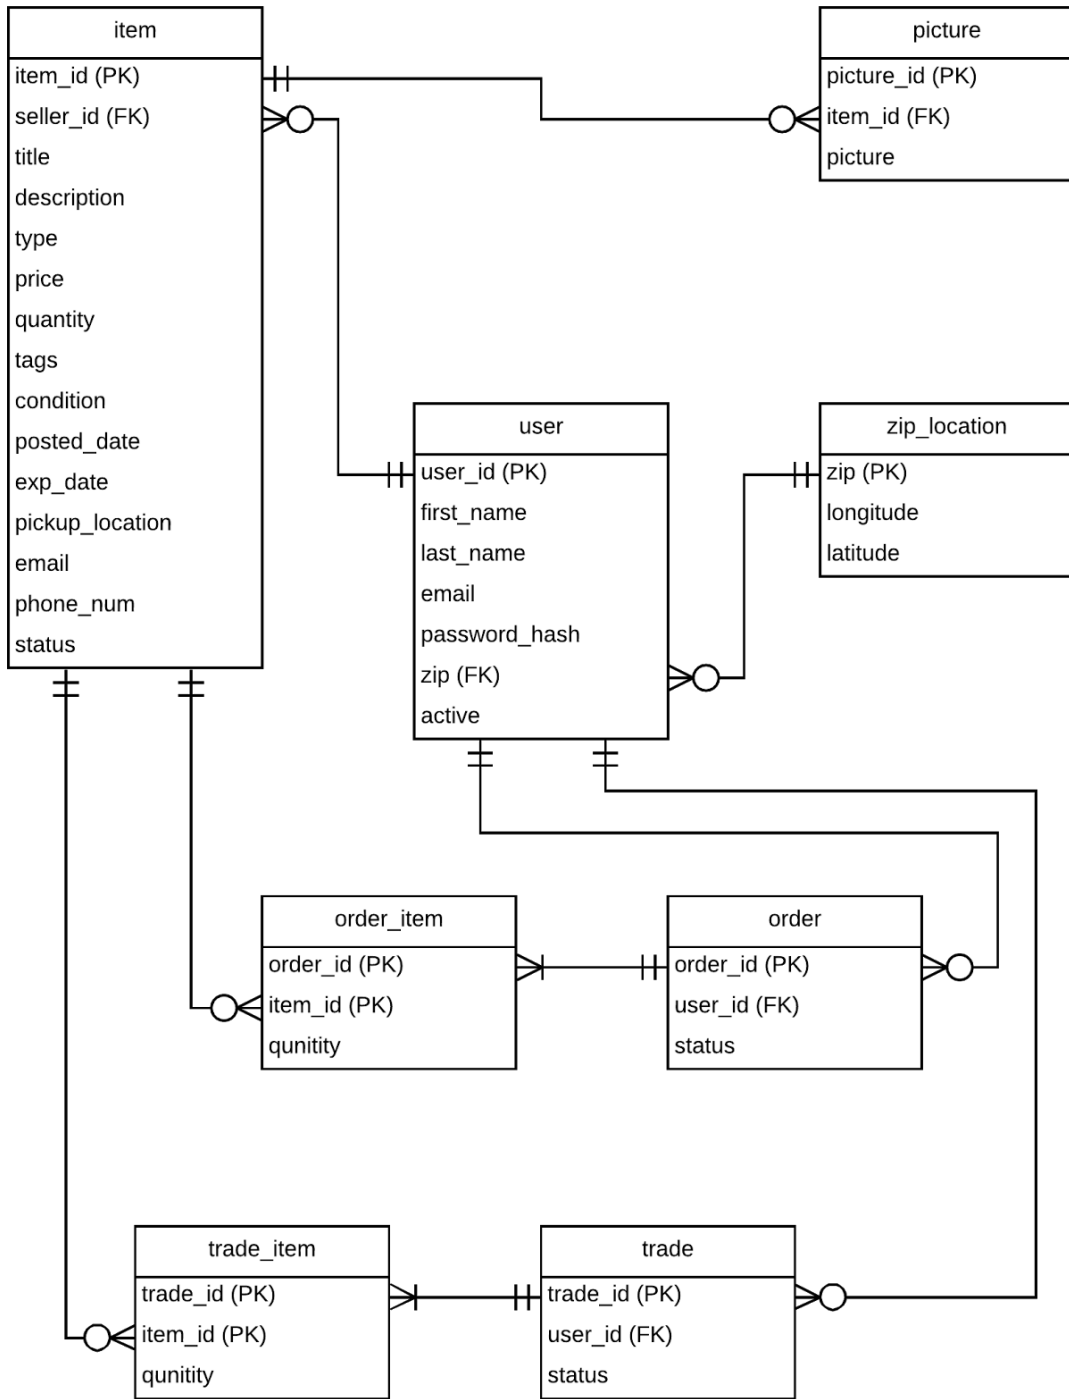 item
item_id (PK)
seller_id (FK)
title
description
type
price
quantity
tags
condition
posted_date
exp_date
pickup_location
email
phone_num
status
picture
picture_id (PK)
item_id (FK)
picture
user
user_id (PK)
first_name
last_name
email
password_hash
zip (FK)
active
zip_location
zip (PK)
longitude
latitude
order_item
order_id (PK)
item_id (PK)
qunitity
order
order_id (PK)
user_id (FK)
status
trade_item
trade_id (PK)
item_id (PK)
qunitity
trade
trade_id (PK)
user_id (FK)
status